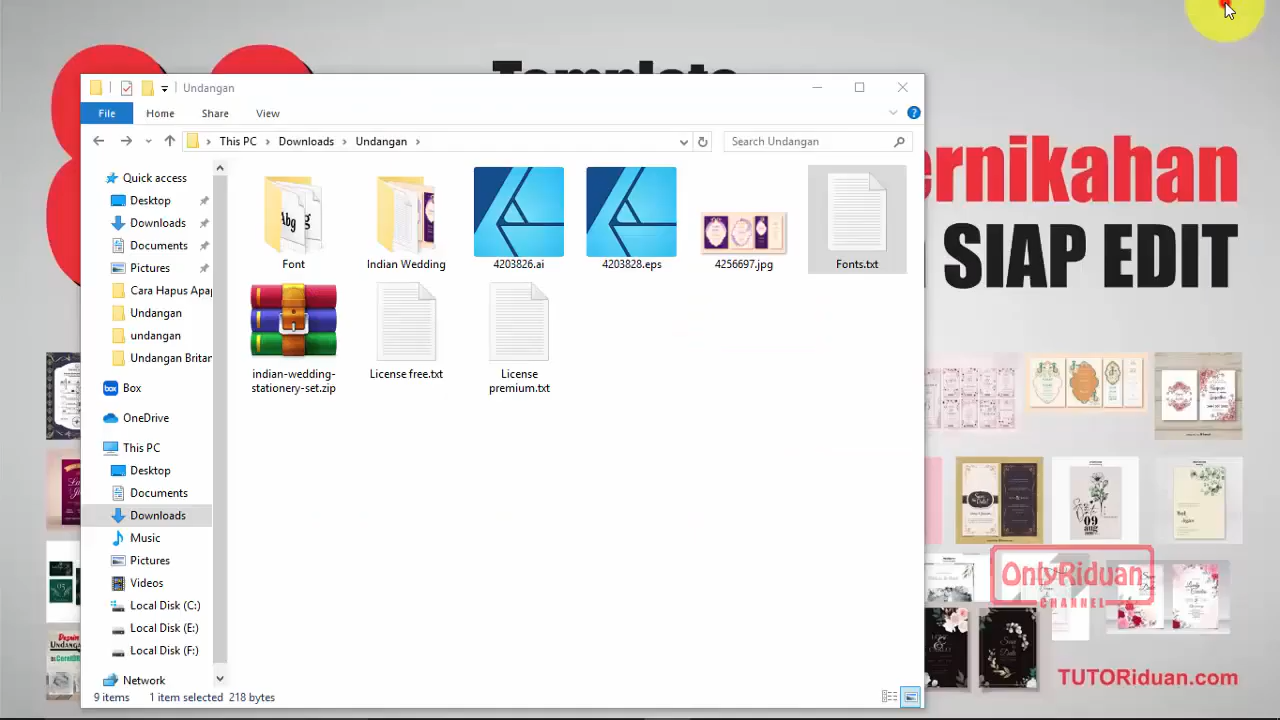 Template
Undangan
File
Home
Share
View
This PC
Downloads
Undangan
Search Undangan
ernikahan
SIAP EDIT
Quick access
Desktop
Downloads
Documents
Pictures
Cara Hapus Apap
Undangan
undangan
Undangan Britar
Box
OneDrive
This PC
Desktop
Documents
Downloads
Music
Pictures
Videos
Local Disk (C:)
Local Disk (E:)
Local Disk (F:)
Network
Abg
Font
Indian Wedding
4203826.ai
4203828.eps
4256697.jpg
Fonts.txt
indian-wedding-
stationery-set.zip
License free.txt
License
premium.txt
9 items
1 item selected 218 bytes
09
OnlyRiduan
CHANNEL
TUTORiduan.com